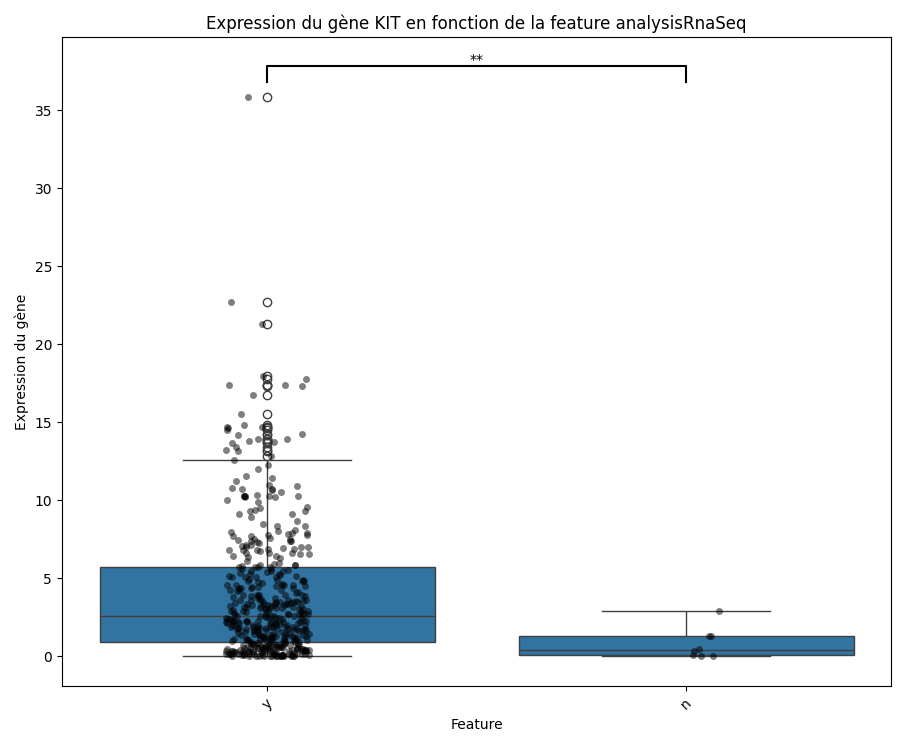 Expression du gène KIT en fonction de la feature analysisRnaSeq
**
35
30
25
20
15
10
5
0
Expression du gène
y
n
Feature